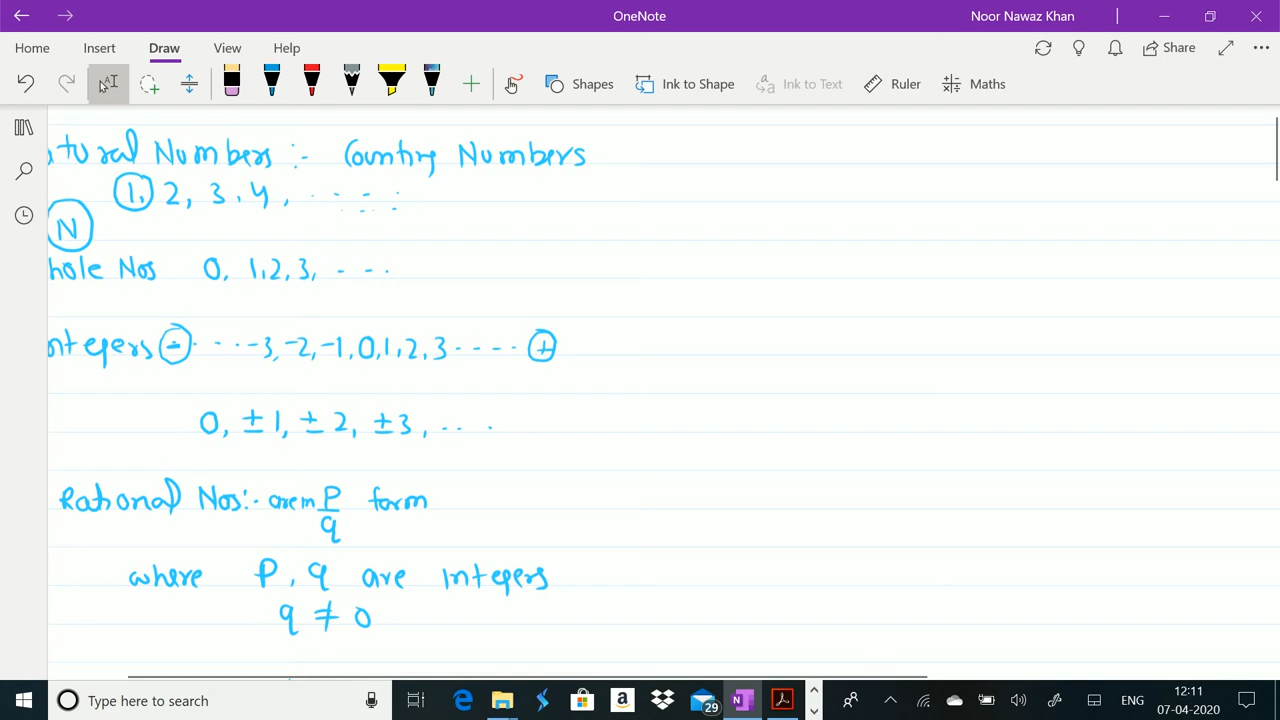 OneNote
Noor Nawaz Khan
Home Insert Draw View Help
Share
Shapes Ink to Shape Ink to Text Ruler Maths
atural Numbers :- Counting Numbers
1, 2, 3, 4, .......
N
hole Nos 0, 1,2,3, ....
ntegers - ....-3,-2,-1,0,1,2,3..... +
0, ±1, ±2, ±3, ...
Rational Nos:- are in P/q form
where P, q are integers
q ≠ 0
Type here to search
29
ENG
12:11
07-04-2020